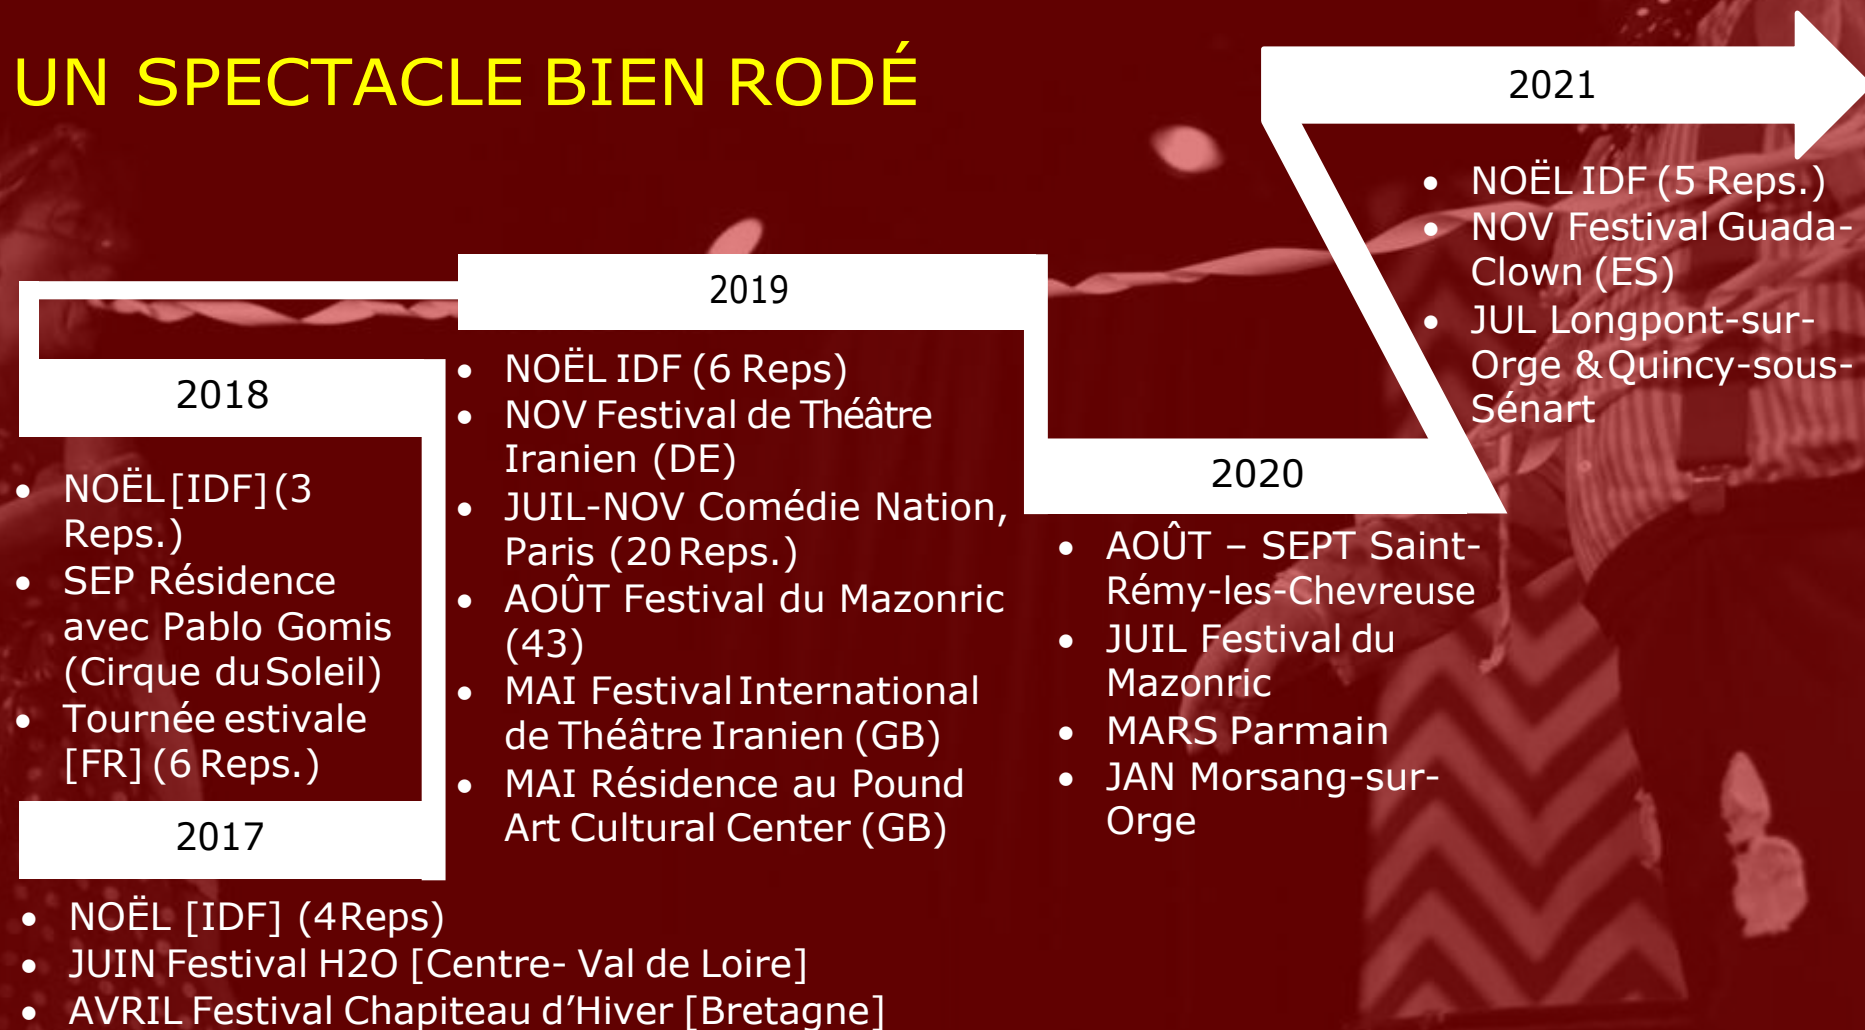 UN SPECTACLE BIEN RODÉ
2021
• NOËL IDF (5 Reps.)
• NOV Festival Guada-
Clown (ES)
• JUL Longpont-sur-
Orge & Quincy-sous-
Sénart
2019
• NOËL IDF (6 Reps)
• NOV Festival de Théâtre
Iranien (DE)
• JUIL-NOV Comédie Nation,
Paris (20 Reps.)
• AOÛT Festival du Mazonric
(43)
• MAI Festival International
de Théâtre Iranien (GB)
• MAI Résidence au Pound
Art Cultural Center (GB)
2018
• NOËL [IDF] (3
Reps.)
• SEP Résidence
avec Pablo Gomis
(Cirque du Soleil)
• Tournée estivale
[FR] (6 Reps.)
2020
• AOÛT – SEPT Saint-
Rémy-les-Chevreuse
• JUIL Festival du
Mazonric
• MARS Parmain
• JAN Morsang-sur-
Orge
2017
• NOËL [IDF] (4Reps)
• JUIN Festival H2O [Centre- Val de Loire]
• AVRIL Festival Chapiteau d’Hiver [Bretagne]